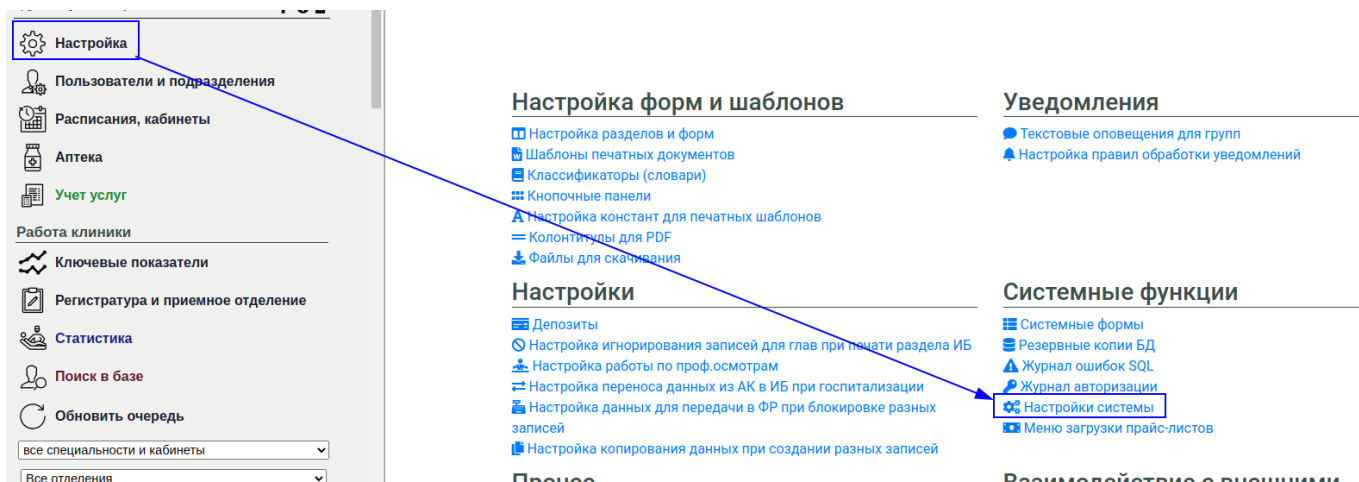 Настройка
Пользователи и подразделения
Расписания, кабинеты
Аптека
Учет услуг
Работа клиники
Ключевые показатели
Регистратура и приемное отделение
Статистика
Поиск в базе
Обновить очередь
все специальности и кабинеты
Все отделения
Настройка форм и шаблонов
Настройка разделов и форм
Шаблоны печатных документов
Классификаторы (словари)
Кнопочные панели
Настройка констант для печатных шаблонов
Колонтитулы для PDF
Файлы для скачивания
Уведомления
Текстовые оповещения для групп
Настройка правил обработки уведомлений
Настройки
Депозиты
Настройка игнорирования записей для глав при печати раздела ИБ
Настройка работы по проф.осмотрам
Настройка переноса данных из АК в ИБ при госпитализации
Настройка данных для передачи в ФР при блокировке разных
записей
Настройка копирования данных при создании разных записей
Системные функции
Системные формы
Резервные копии БД
Журнал ошибок SQL
Журнал авторизации
Настройки системы
Меню загрузки прайс-листов
Прочее
Взаимодействие с внешними